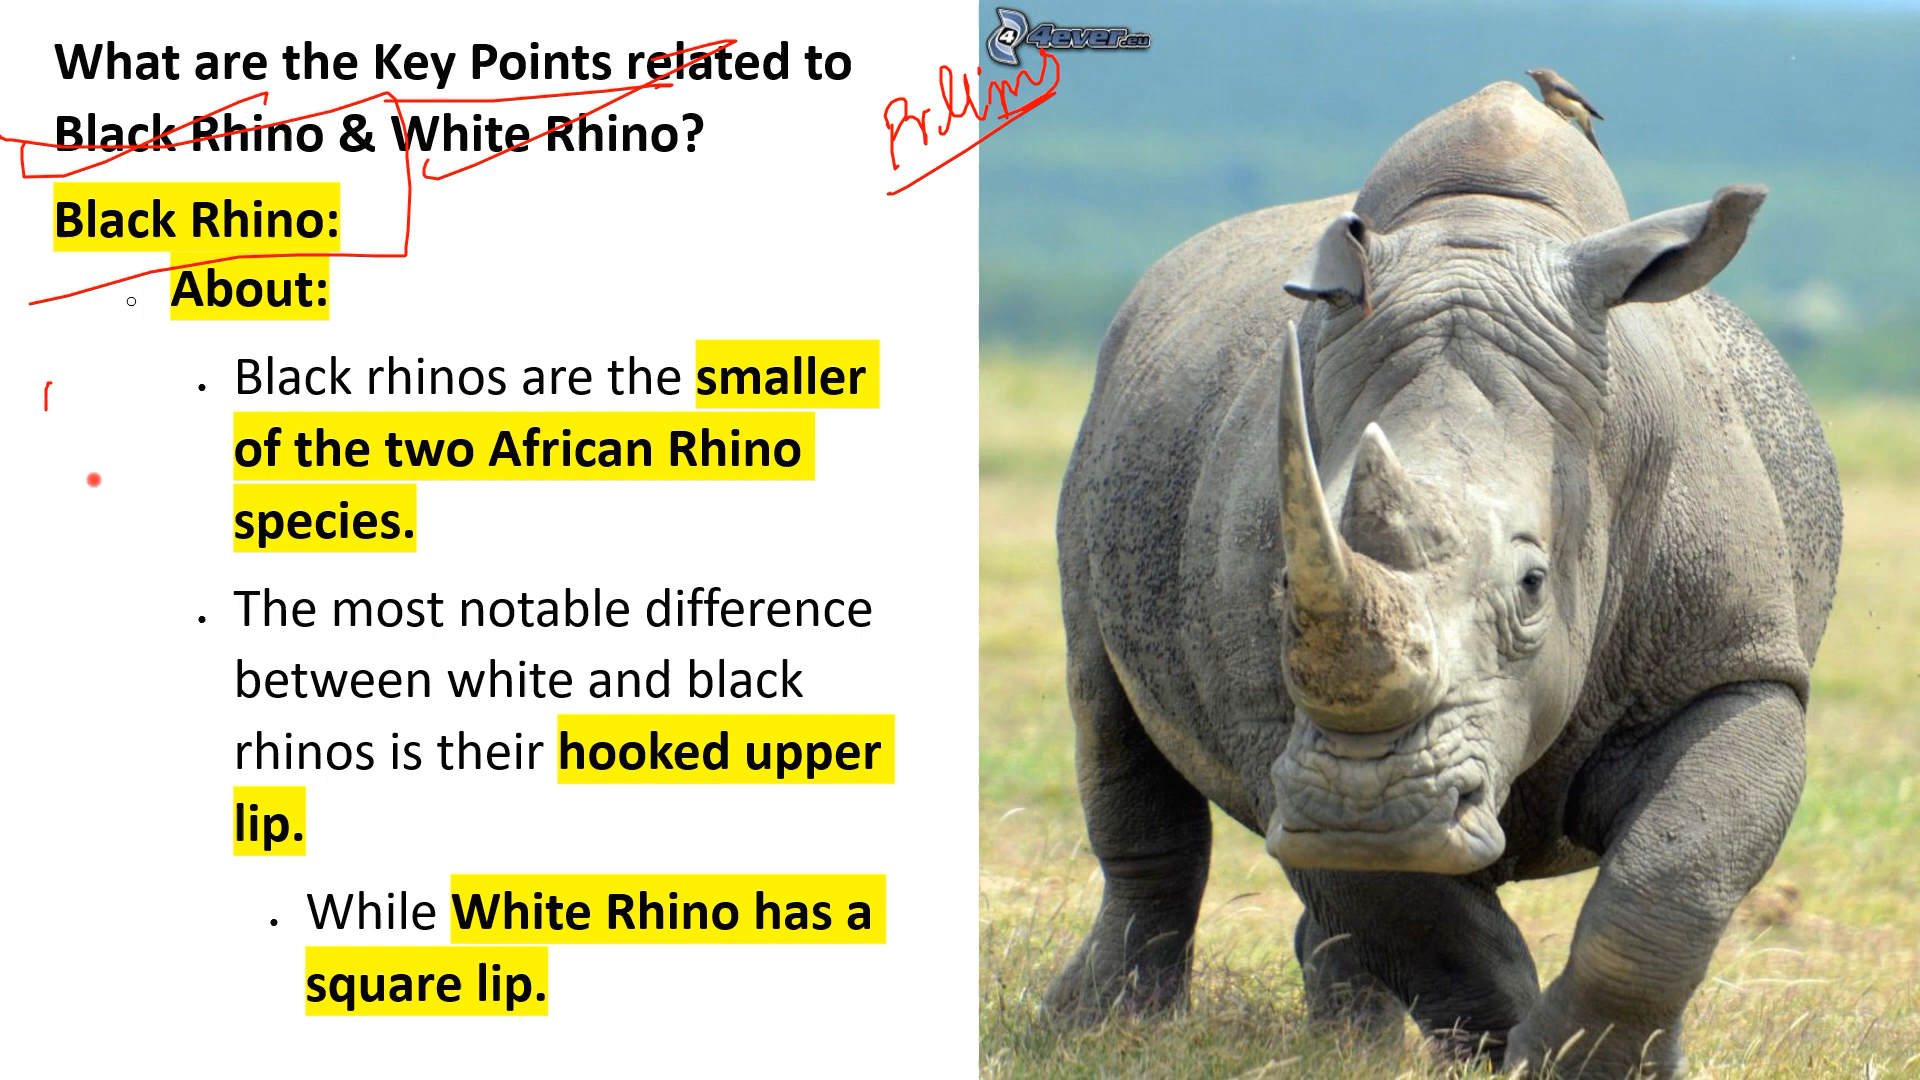 What are the Key Points related to
Black Rhino & White Rhino?
Black Rhino:
About:
Black rhinos are the smaller
of the two African Rhino
species.
The most notable difference
between white and black
rhinos is their hooked upper
lip.
While White Rhino has a
square lip.
Prelims
4ever.eu